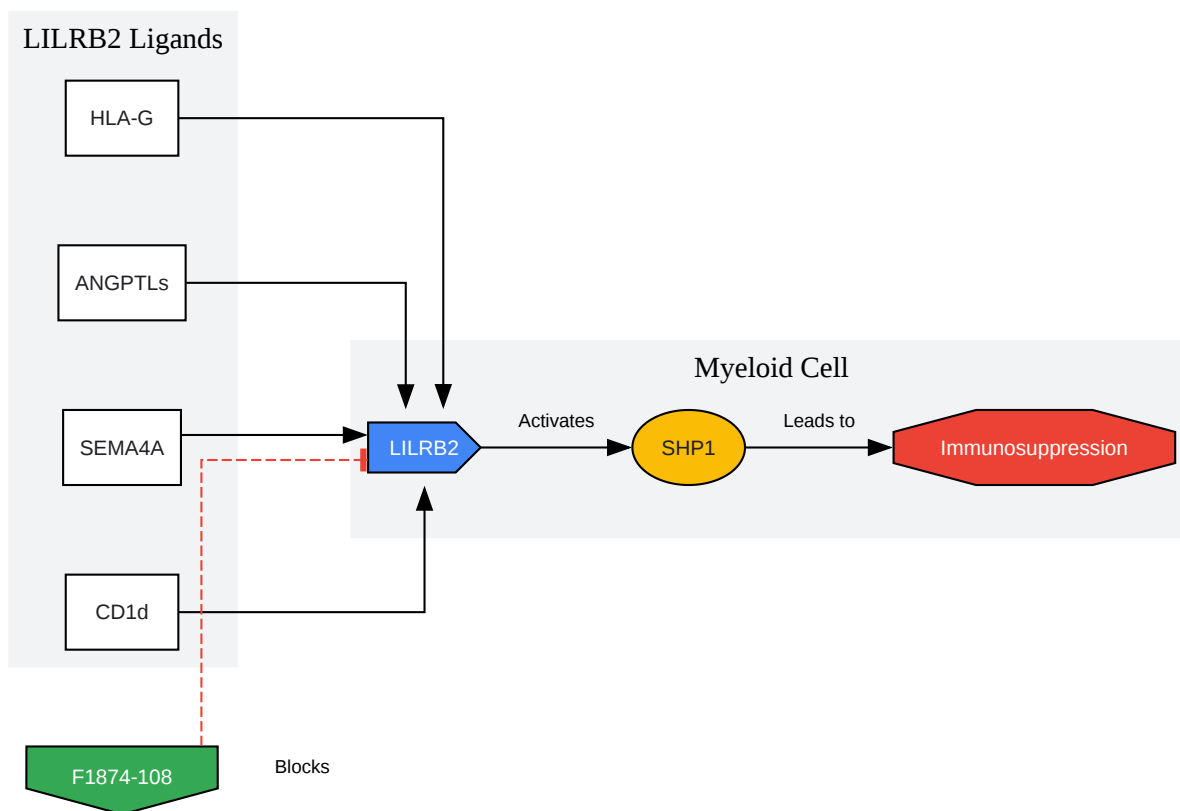 LILRB2 Ligands
HLA-G
ANGPTLs
Myeloid Cell
SEMA4A
LILRB2
Activates
SHP1
Leads to
Immunosuppression
CD1d
F1874-108
Blocks